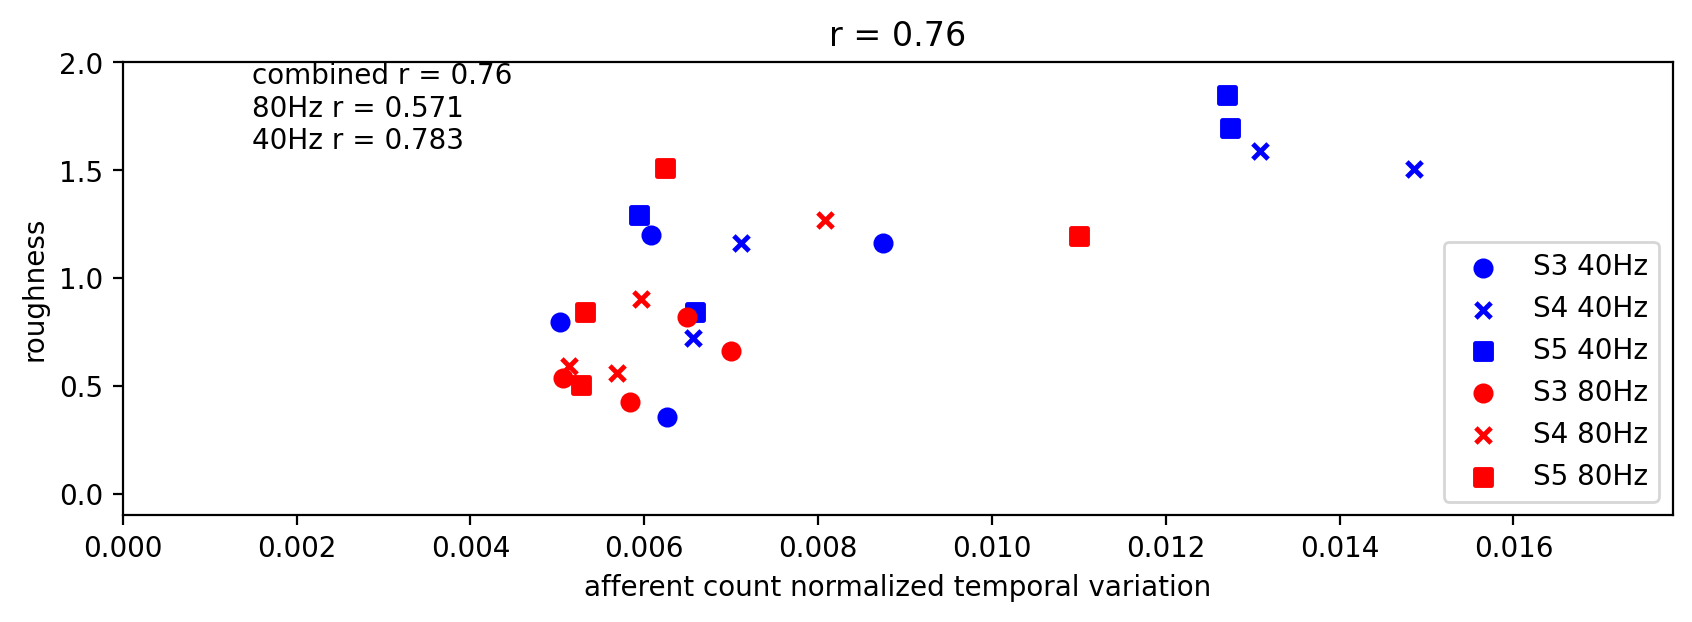 r = 0.76
combined r = 0.76
80Hz r = 0.571
40Hz r = 0.783
2.0
1.5
1.0
0.5
0.0
roughness
S3 40Hz
S4 40Hz
S5 40Hz
S3 80Hz
S4 80Hz
S5 80Hz
0.000 0.002 0.004 0.006 0.008 0.010 0.012 0.014 0.016
afferent count normalized temporal variation